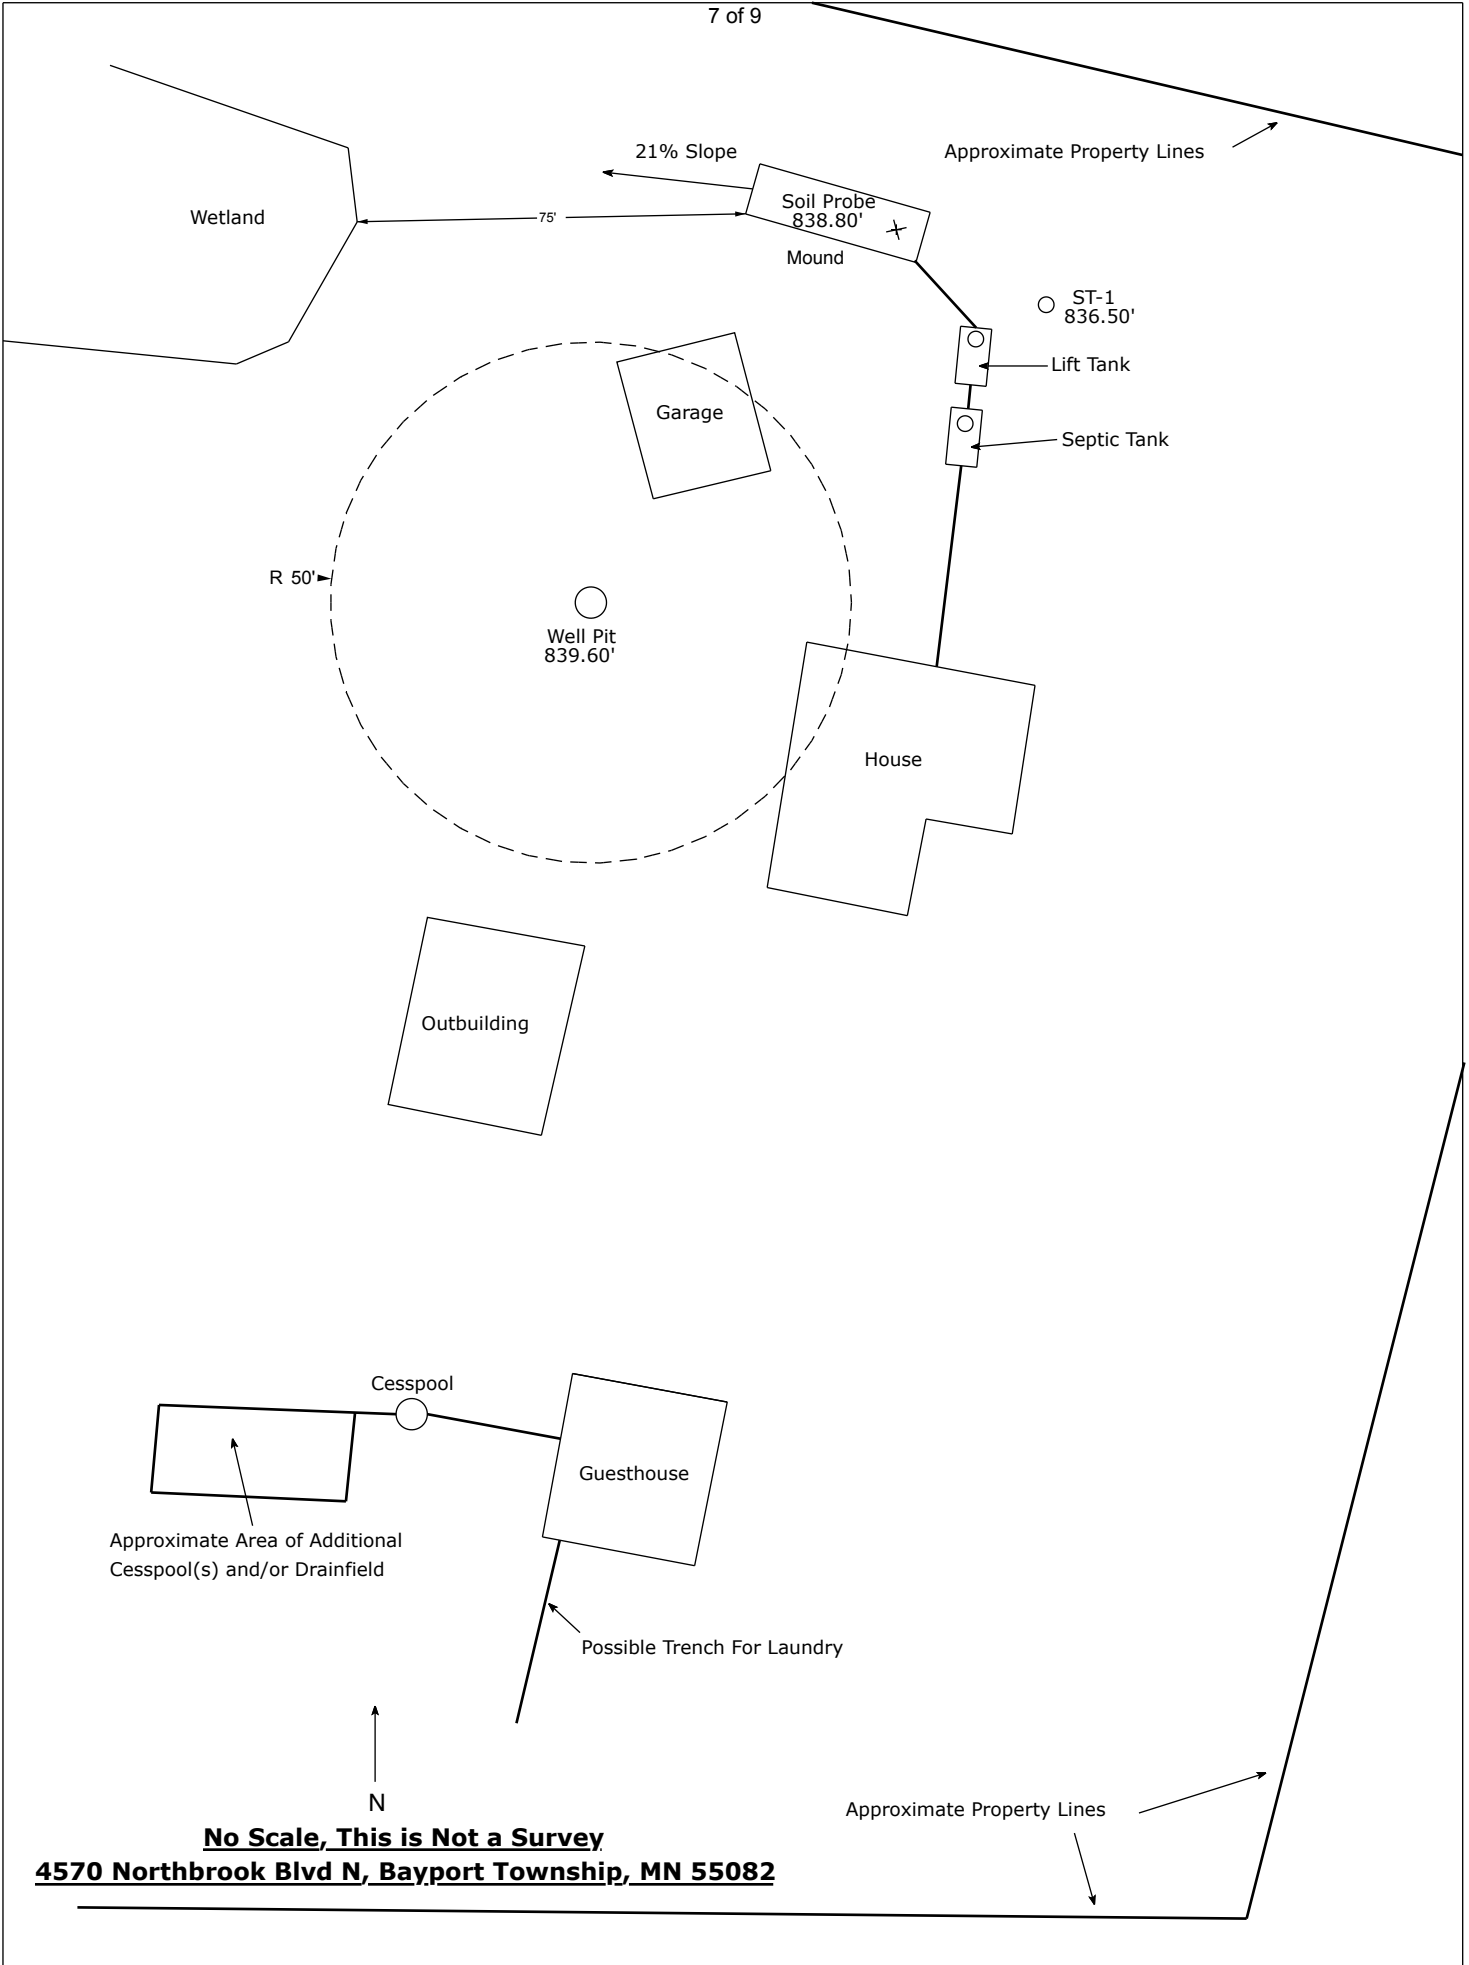 7 of 9
21% Slope
Approximate Property Lines
Soil Probe
838.80'
Wetland
75'
Mound
ST-1
836.50'
Lift Tank
Garage
Septic Tank
R 50'
Well Pit
839.60'
House
Outbuilding
Cesspool
Guesthouse
Approximate Area of Additional
Cesspool(s) and/or Drainfield
Possible Trench For Laundry
N
Approximate Property Lines
No Scale, This is Not a Survey
4570 Northbrook Blvd N, Bayport Township, MN 55082